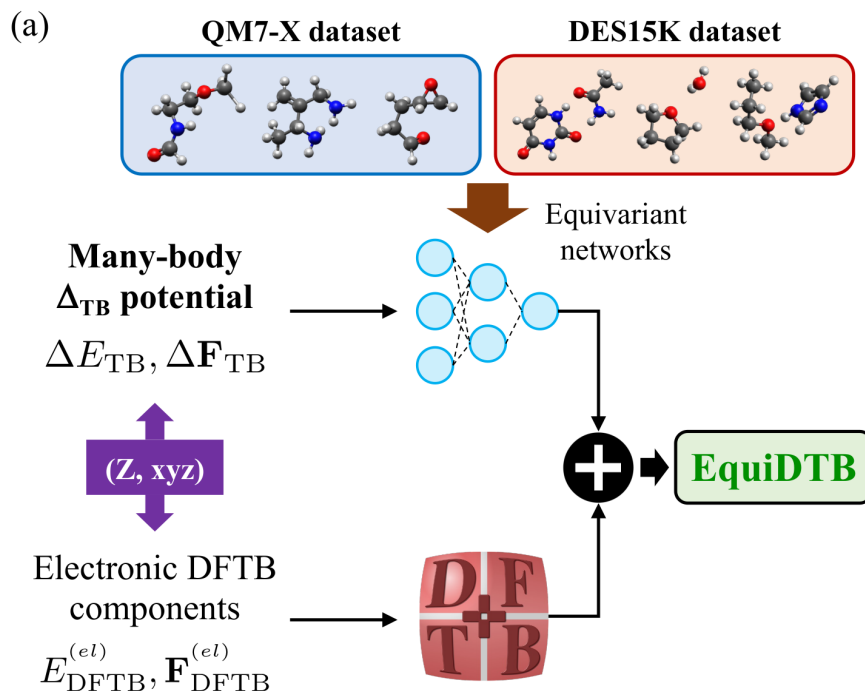 (a)
QM7-X dataset
DES15K dataset
Equivariant
networks
Many-body
Δ_TB potential
ΔE_TB, Δ𝐅_TB
(Z, xyz)
EquiDTB
Electronic DFTB
components
E_DFTB^(el), 𝐅_DFTB^(el)
D F
T B